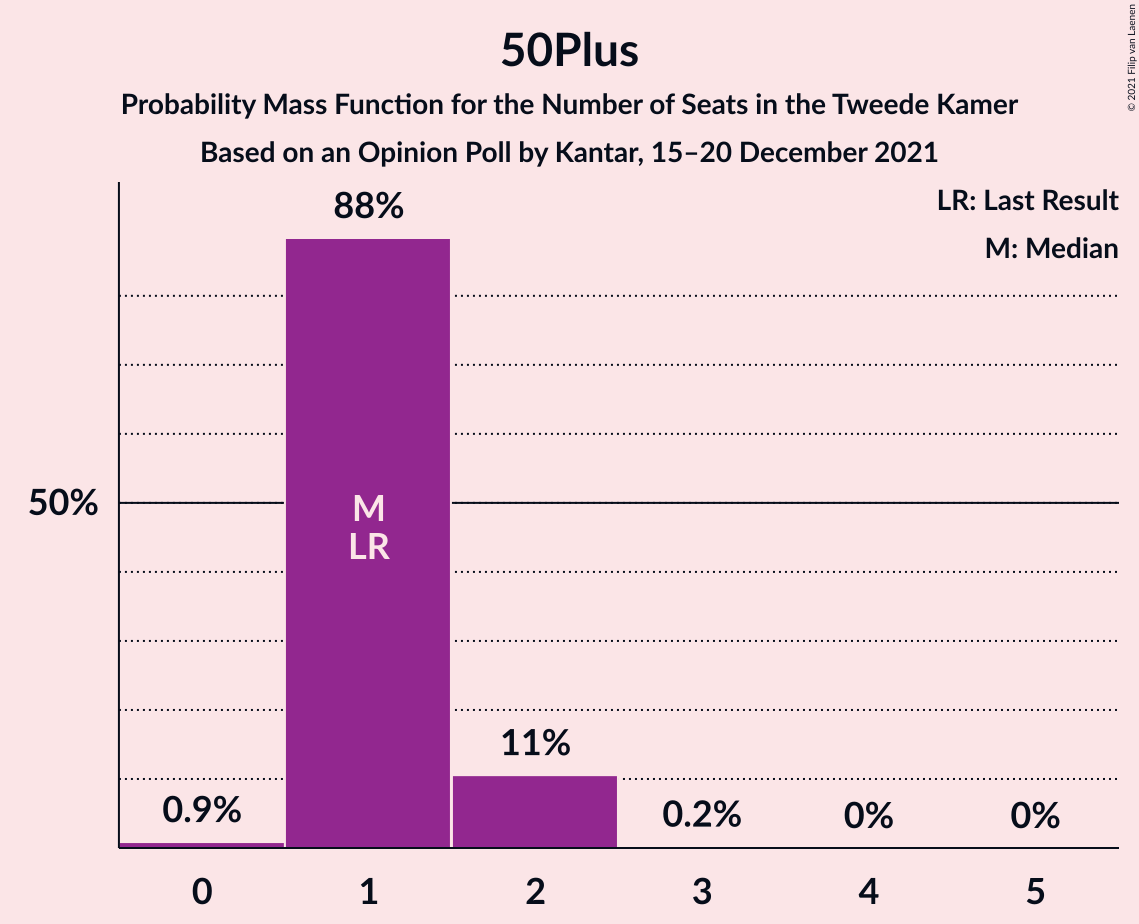 50Plus
Probability Mass Function for the Number of Seats in the Tweede Kamer
Based on an Opinion Poll by Kantar, 15–20 December 2021
© 2021 Filip van Laenen
LR: Last Result
M: Median
88%
50%
M
LR
11%
0.9%
0.2%
0%
0%
0 1 2 3 4 5